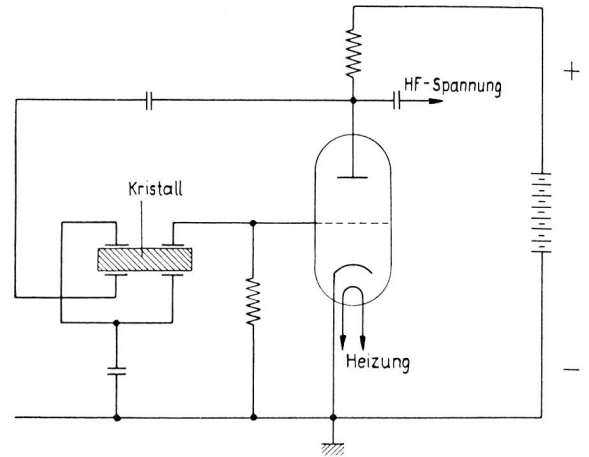 +
HF-Spannung
Kristall
Heizung
−